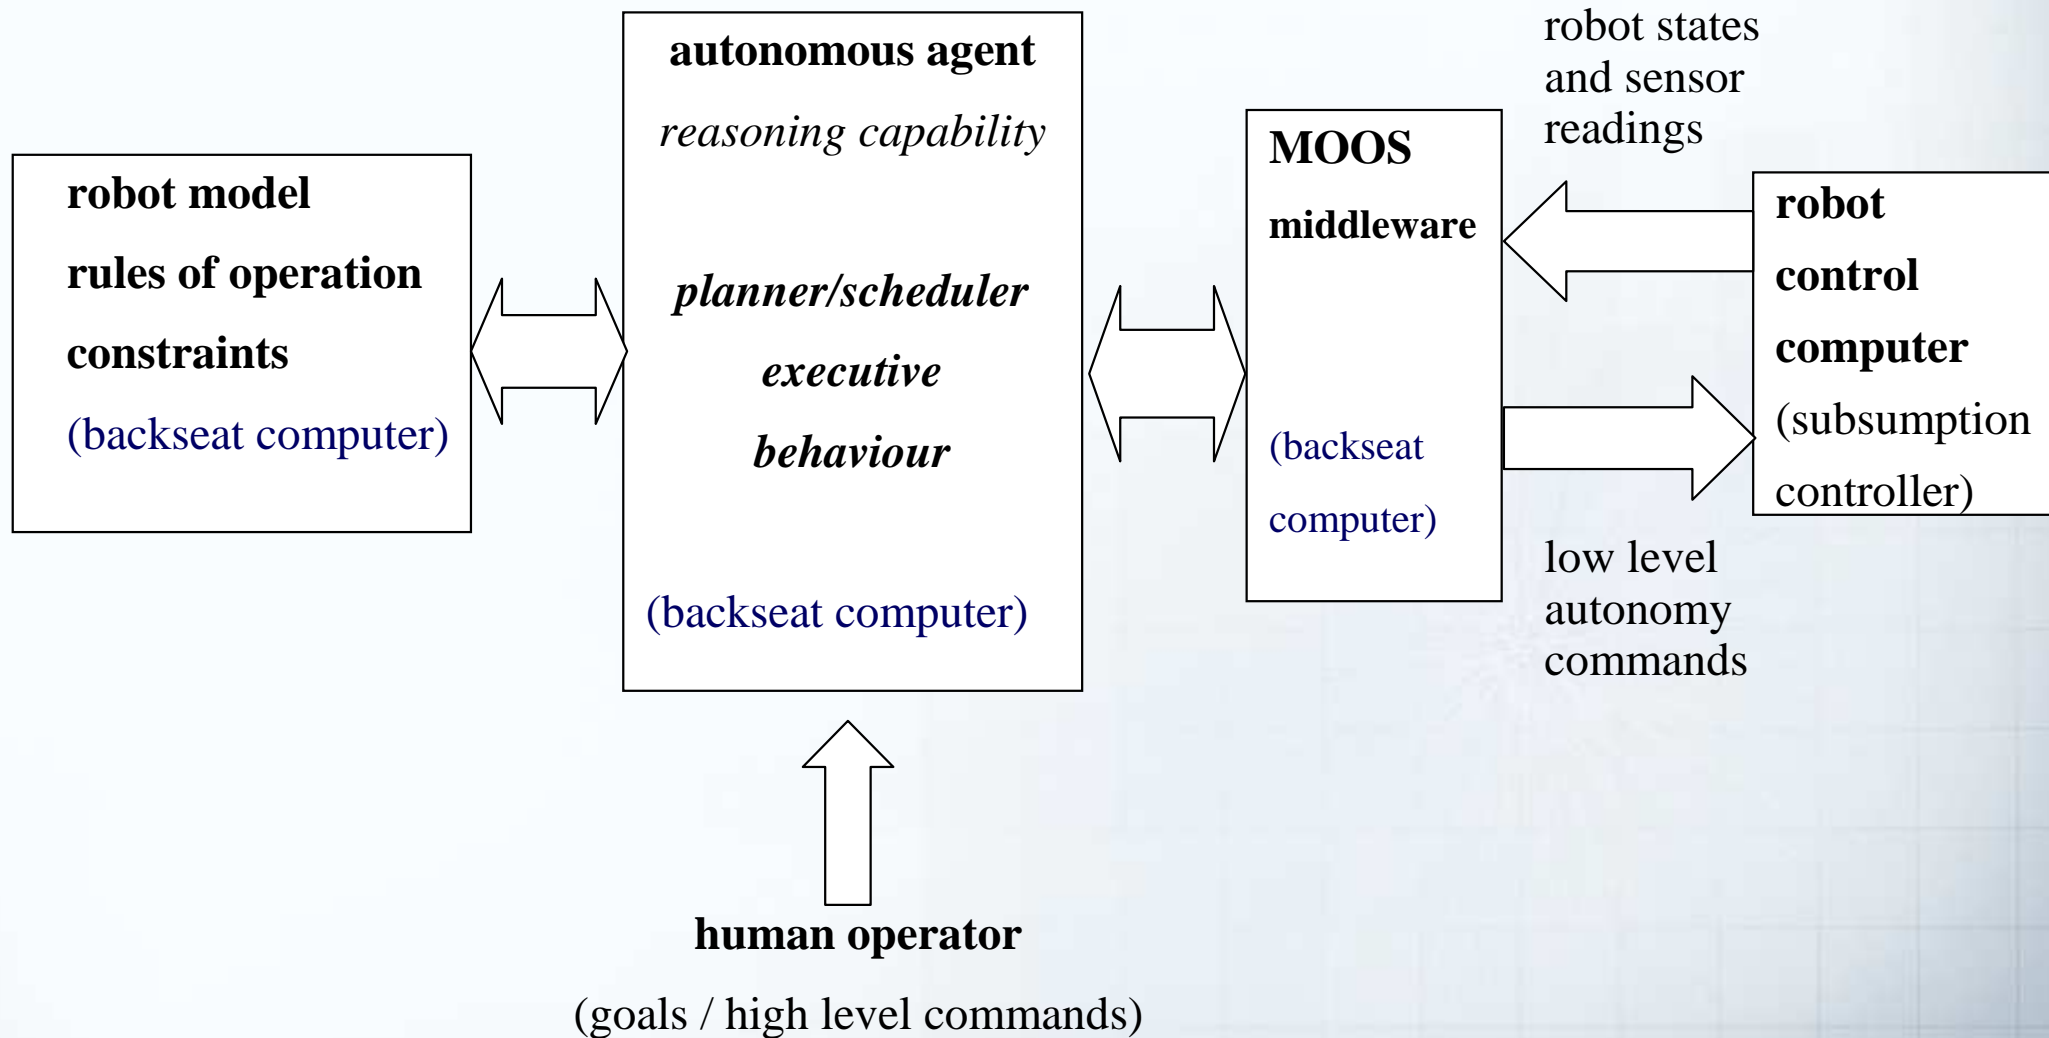 robot model
rules of operation
constraints
(backseat computer)
autonomous agent
reasoning capability
planner/scheduler
executive
behaviour
(backseat computer)
human operator
(goals / high level commands)
MOOS
middleware
(backseat
computer)
robot states
and sensor
readings
low level
autonomy
commands
robot
control
computer
(subsumption
controller)